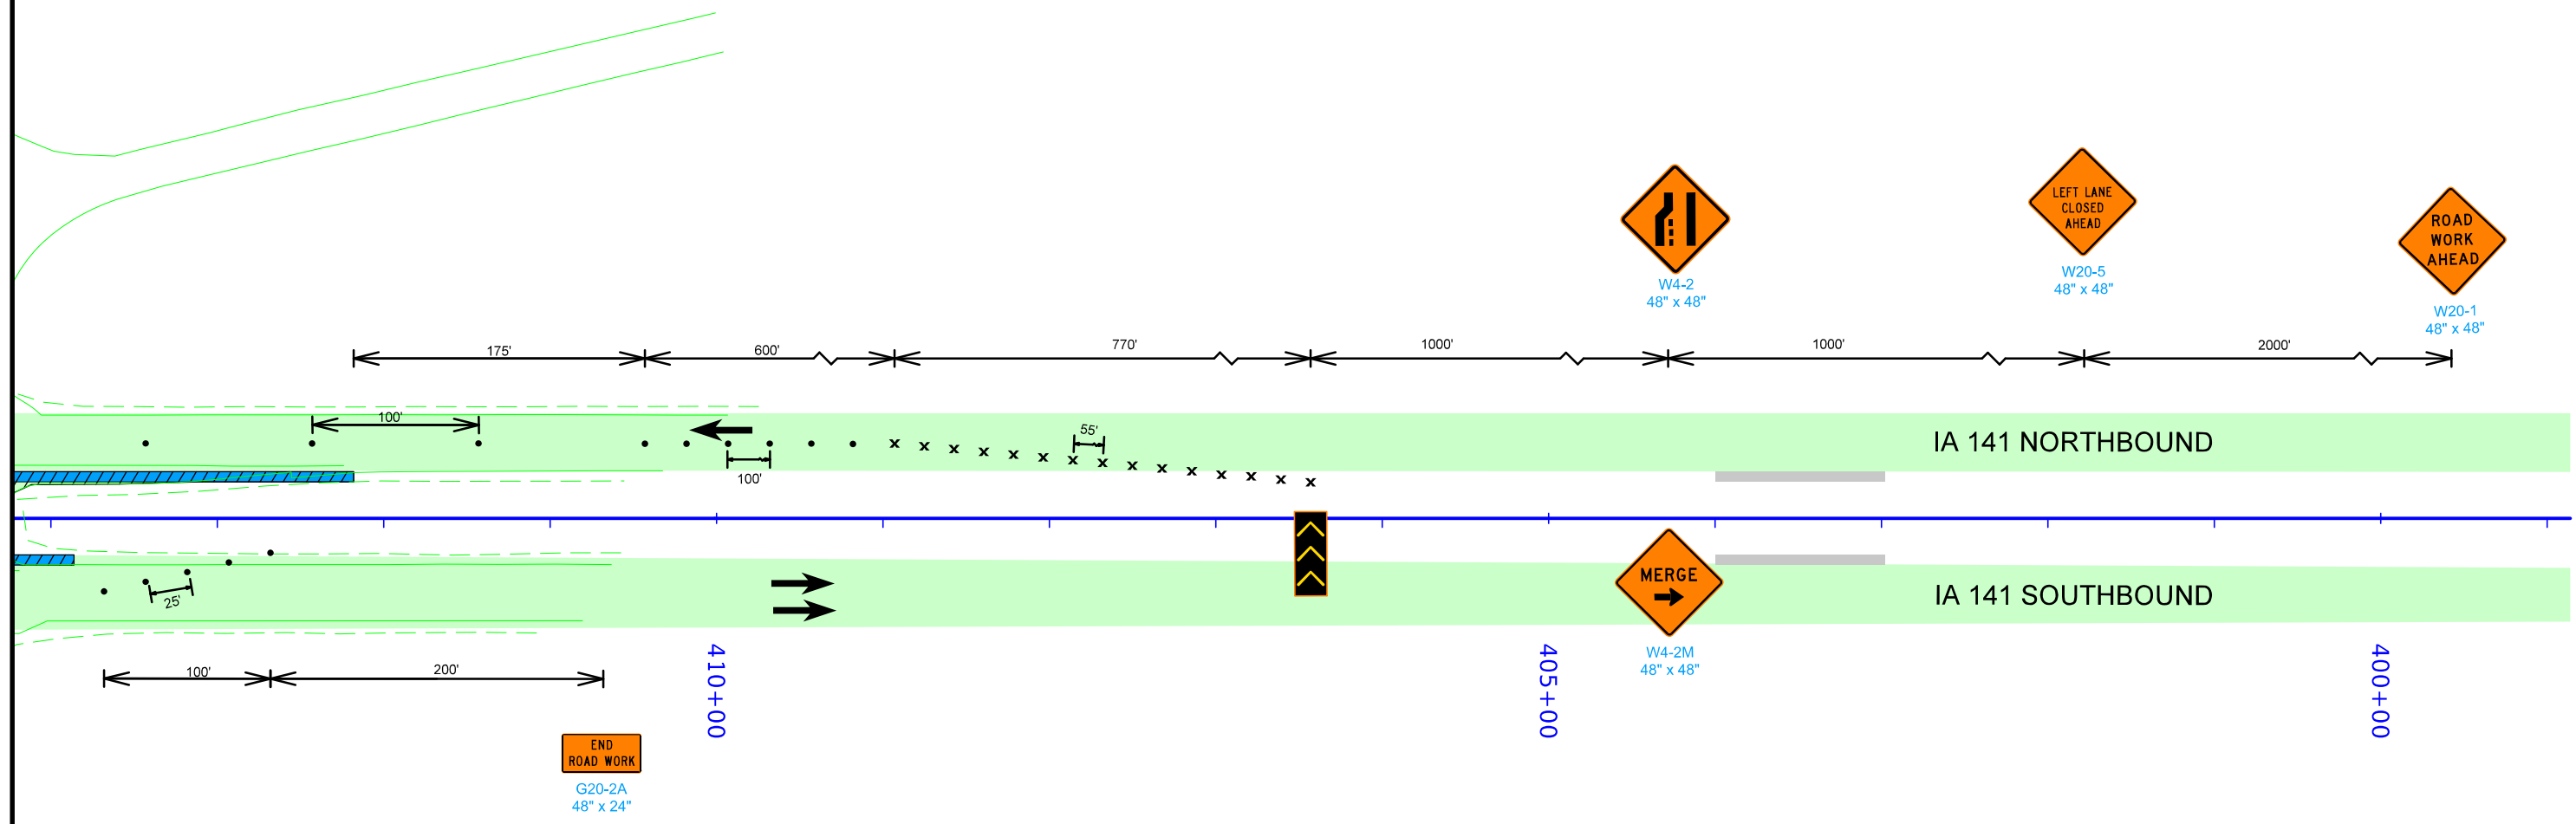 LEFT LANE
CLOSED
AHEAD
ROAD
WORK
AHEAD
W4-2
48" x 48"
W20-5
48" x 48"
W20-1
48" x 48"
175'
600'
770'
1000'
1000'
2000'
100'
55'
100'
IA 141 NORTHBOUND
25'
MERGE
IA 141 SOUTHBOUND
W4-2M
48" x 48"
100'
200'
410+00
405+00
400+00
END
ROAD WORK
G20-2A
48" x 24"